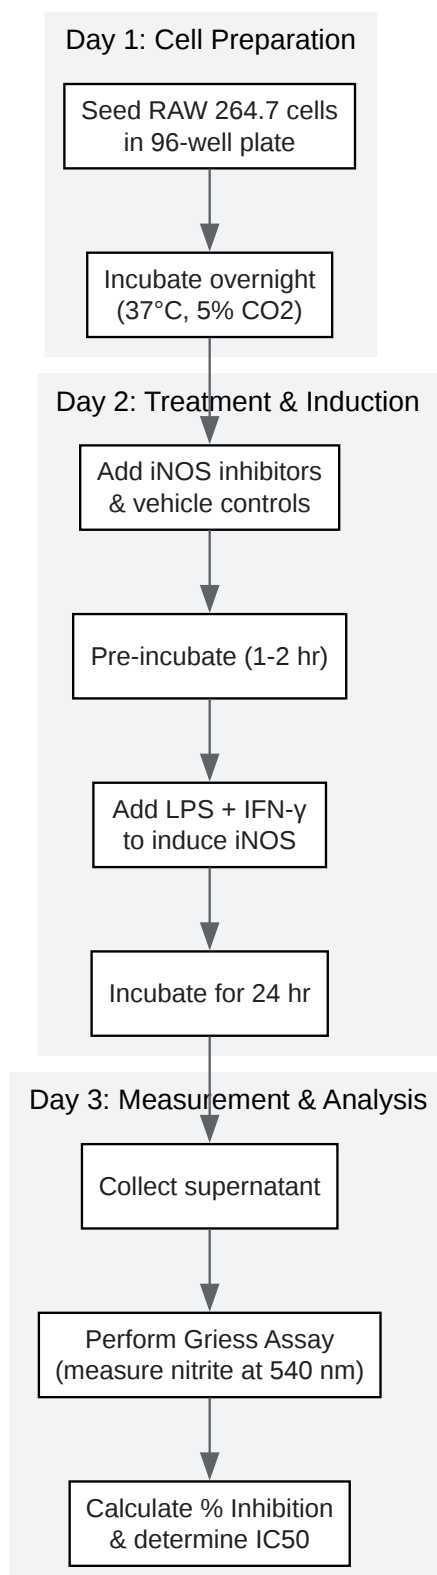 Day 1: Cell Preparation
Seed RAW 264.7 cells
in 96-well plate
Incubate overnight
(37°C, 5% CO2)
Day 2: Treatment & Induction
Add iNOS inhibitors
& vehicle controls
Pre-incubate (1-2 hr)
Add LPS + IFN-γ
to induce iNOS
Incubate for 24 hr
Day 3: Measurement & Analysis
Collect supernatant
Perform Griess Assay
(measure nitrite at 540 nm)
Calculate % Inhibition
& determine IC50